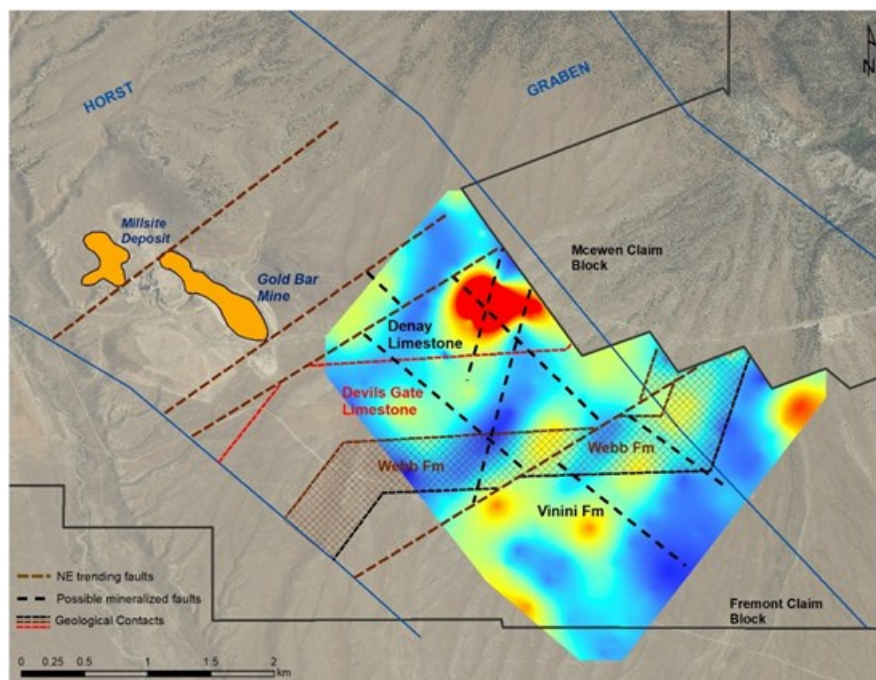 HORST
GRABEN
N
Millsite
Deposit
Gold Bar
Mine
Mcewen Claim
Block
Denay
Limestone
Devils Gate
Limestone
Webb Fm
Webb Fm
Vinini Fm
NE trending faults
Possible mineralized faults
Geological Contacts
Fremont Claim
Block
0 0.25 0.5 1 1.5 2
km